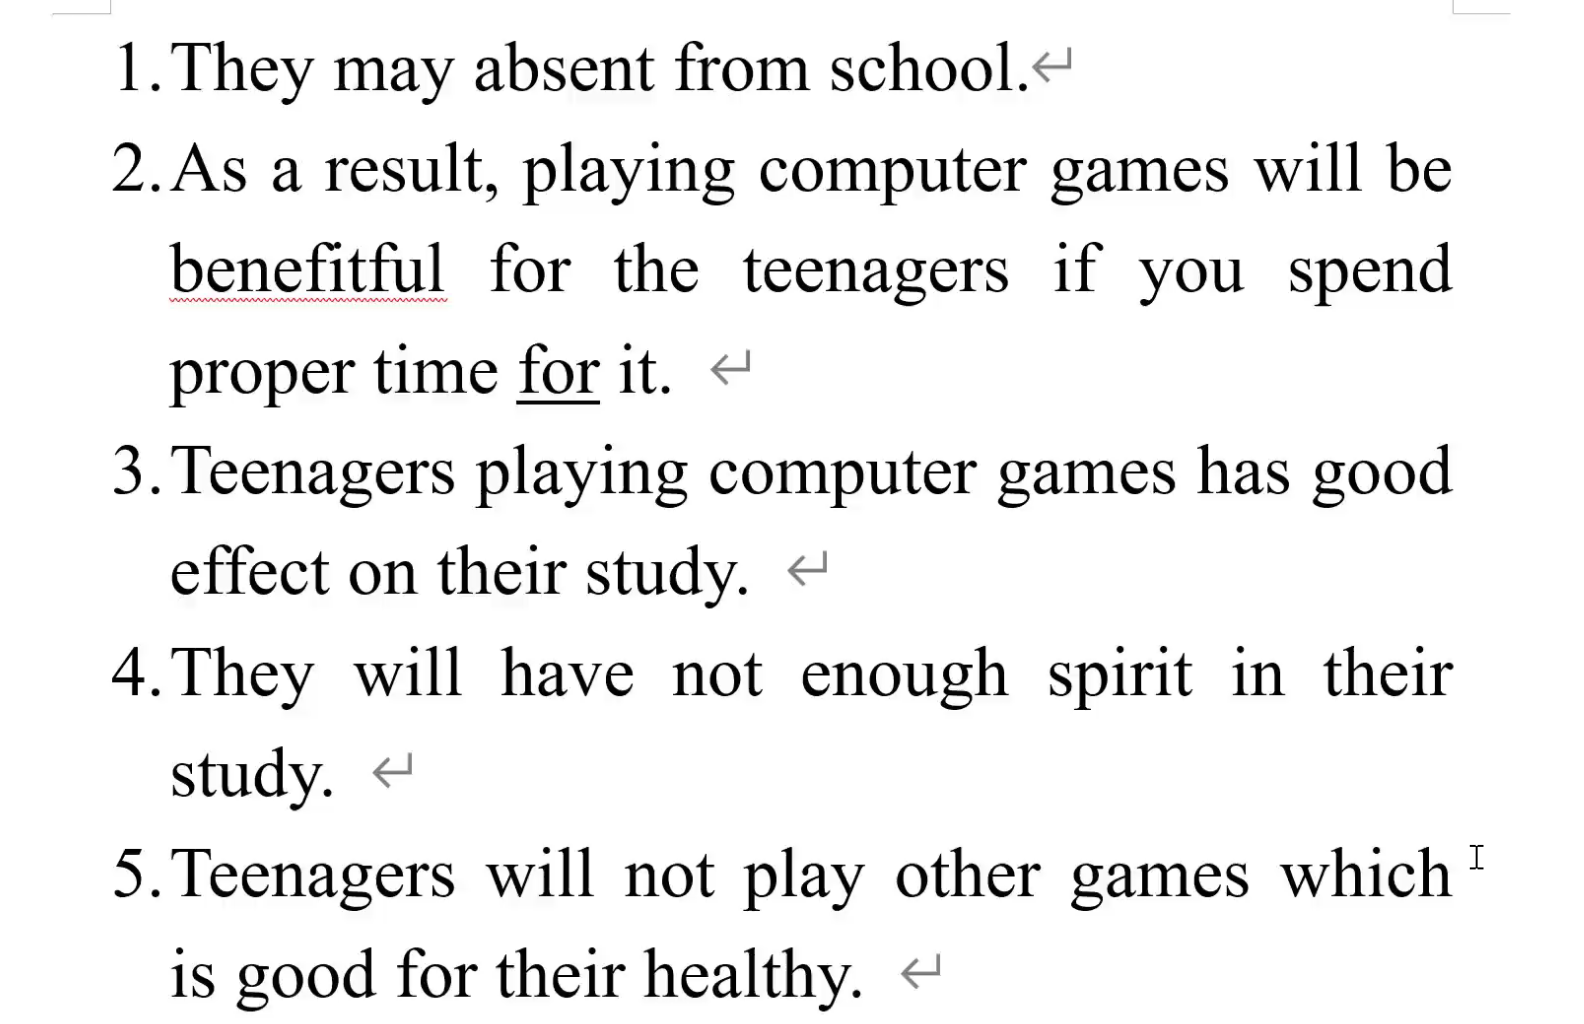 1. They may absent from school.
2. As a result, playing computer games will be
benefitful for the teenagers if you spend
proper time for it.
3. Teenagers playing computer games has good
effect on their study.
4. They will have not enough spirit in their
study.
5. Teenagers will not play other games which
is good for their healthy.